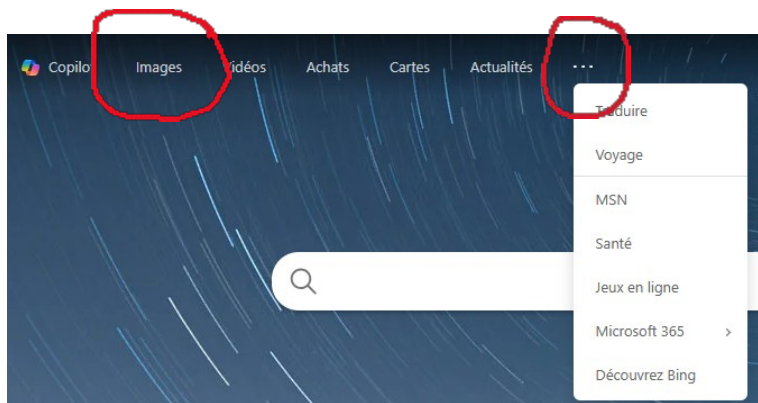 Copilot Images Vidéos Achats Cartes Actualités ...
Traduire
Voyage
MSN
Santé
Jeux en ligne
Microsoft 365 >
Découvrez Bing